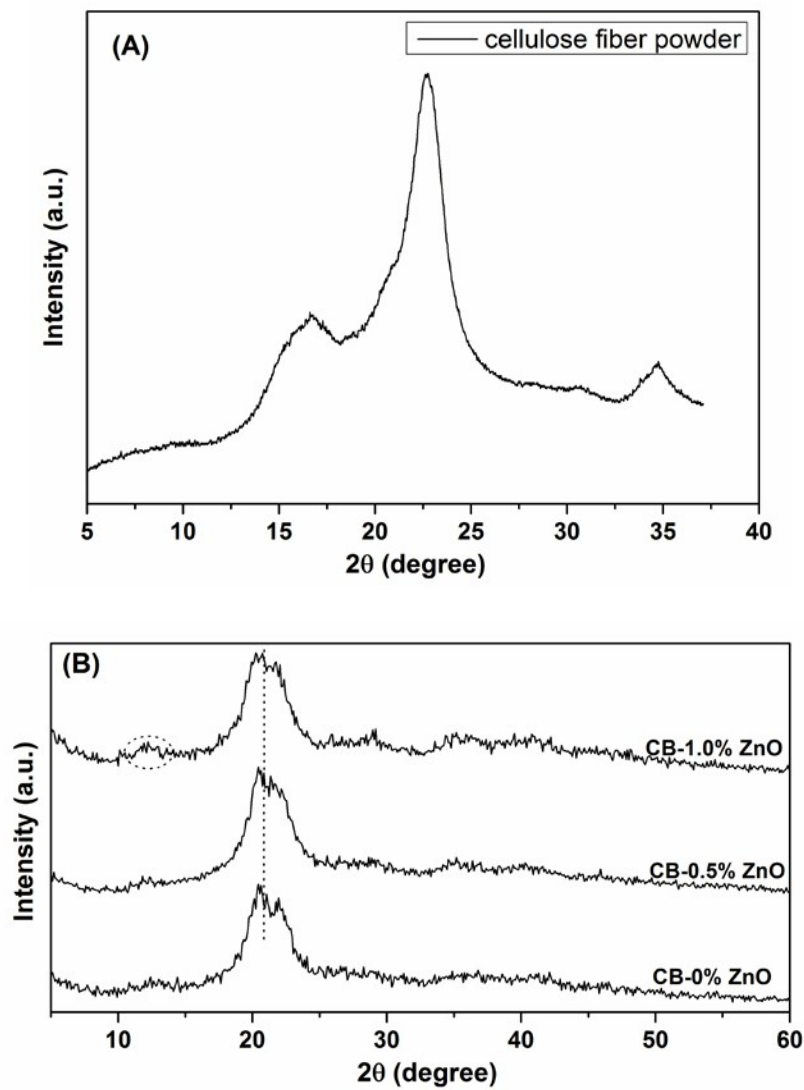 (A)
cellulose fiber powder
Intensity (a.u.)
5 10 15 20 25 30 35 40
2θ (degree)
(B)
CB-1.0% ZnO
CB-0.5% ZnO
CB-0% ZnO
Intensity (a.u.)
10 20 30 40 50 60
2θ (degree)